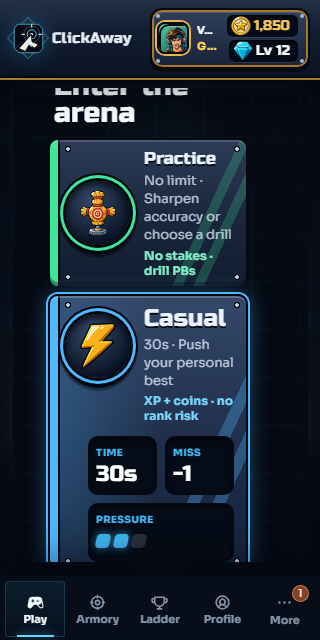 ClickAway
V...
G...
1,850
Lv 12
Enter the
arena
Practice
No limit ·
Sharpen
accuracy or
choose a drill
No stakes ·
drill PBs
Casual
30s · Push
your personal
best
XP + coins · no
rank risk
TIME
30s
MISS
-1
PRESSURE
Play
Armory
Ladder
Profile
More
1